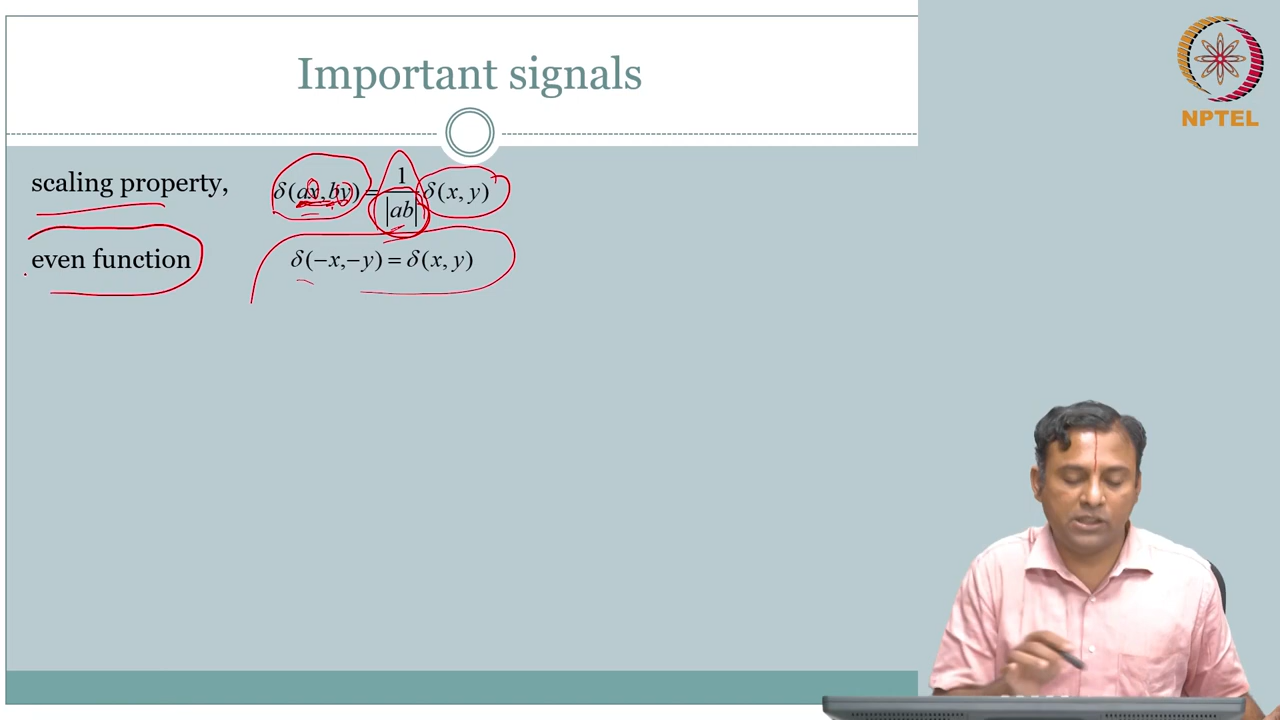 Important signals
NPTEL
scaling property, δ(ax, by) = 1/|ab| δ(x, y)
even function δ(−x,−y) = δ(x, y)